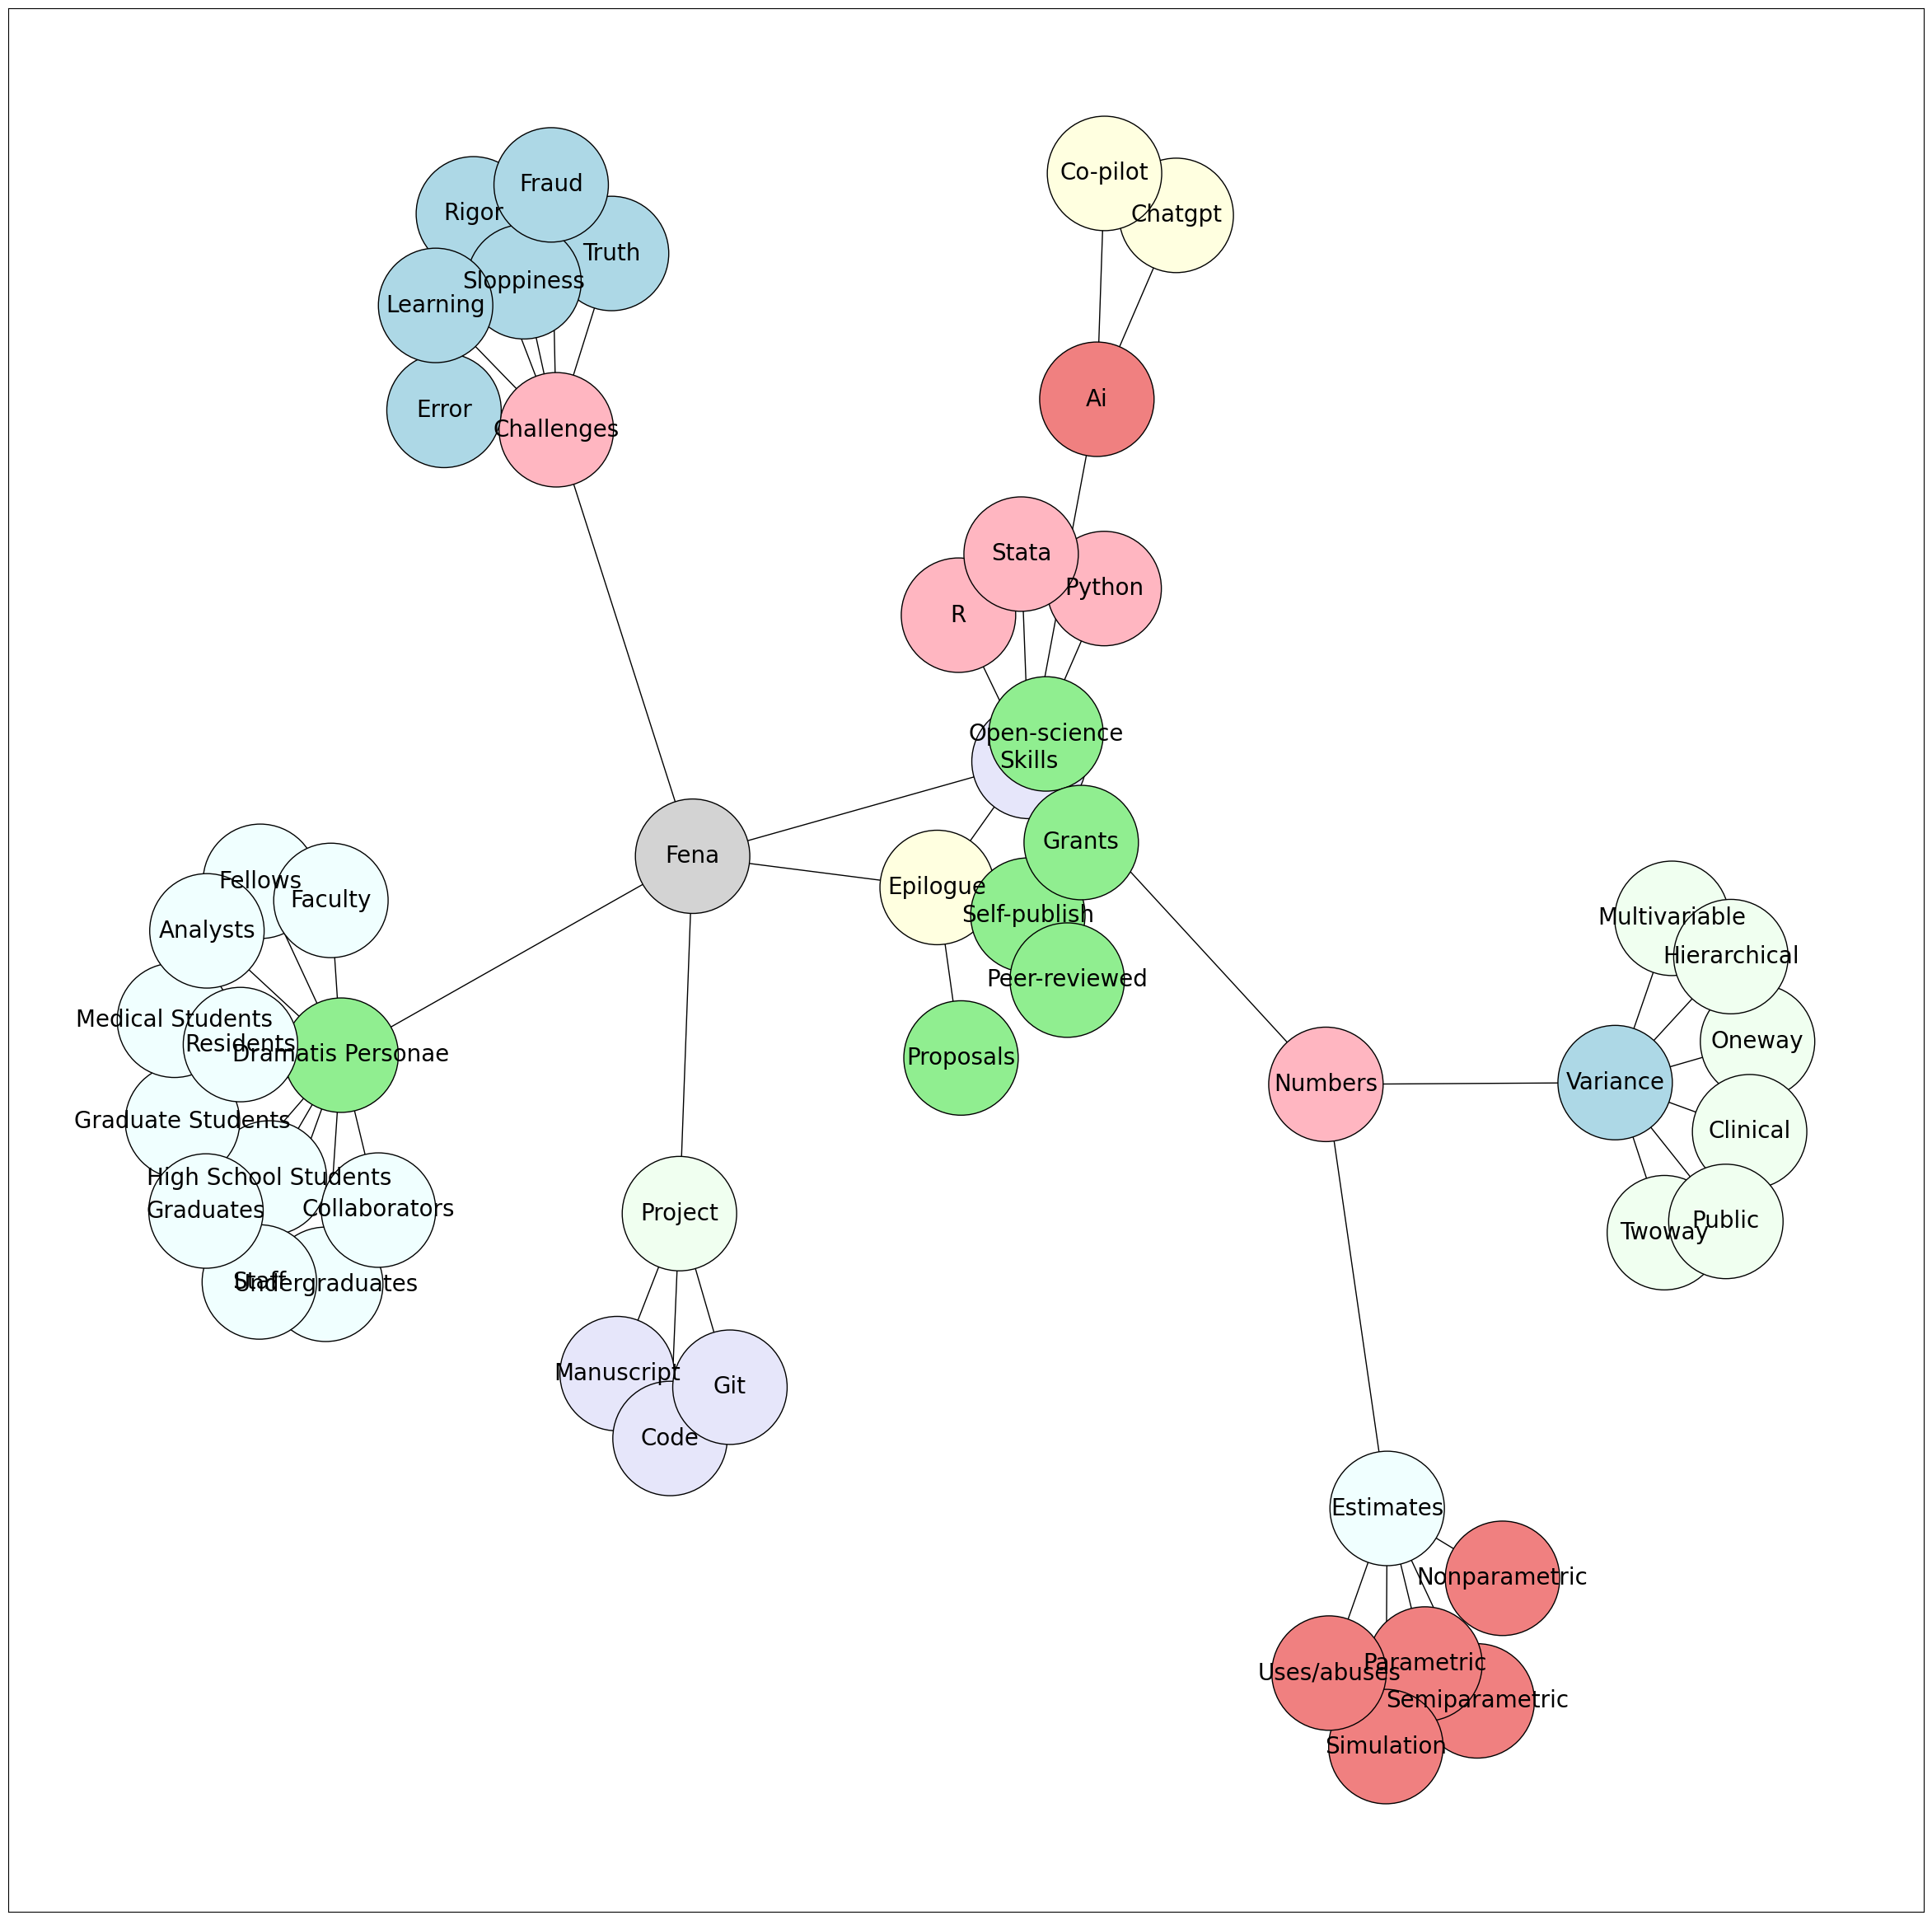 Co-pilot
Chatgpt
Fraud
Rigor
Truth
Sloppiness
Learning
Error
Challenges
Ai
Stata
Python
R
Open-science
Skills
Grants
Fena
Epilogue
Self-publish
Peer-reviewed
Proposals
Fellows
Faculty
Analysts
Medical Students
Residents
Dramatis Personae
Graduate Students
High School Students
Graduates
Collaborators
Staff
Undergraduates
Project
Manuscript
Git
Code
Numbers
Variance
Multivariable
Hierarchical
Oneway
Clinical
Public
Twoway
Estimates
Nonparametric
Parametric
Uses/abuses
Semiparametric
Simulation